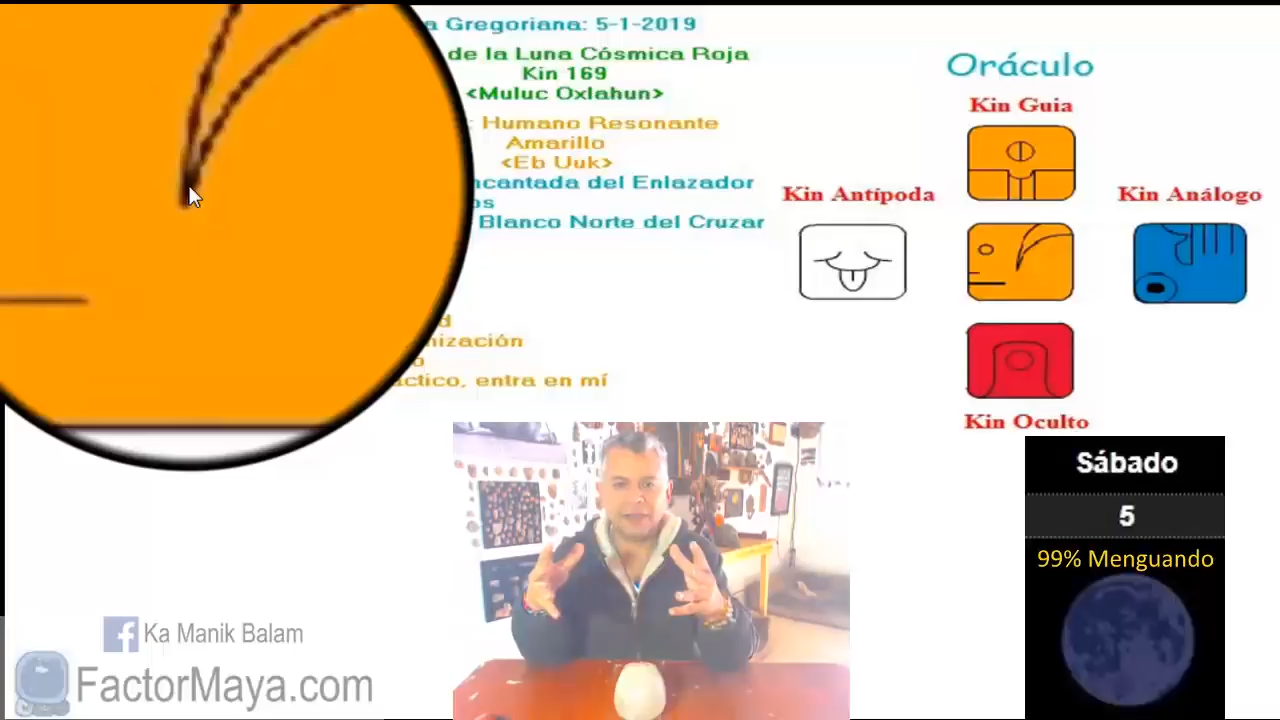 a Gregoriana: 5-1-2019
de la Luna Cósmica Roja
Kin 169
<Muluc Oxlahun>
: Humano Resonante
Amarillo
<Eb Uuk>
ncantada del Enlazador
os
Blanco Norte del Cruzar
d
nización
o
áctico, entra en mí
Oráculo
Kin Guia
Kin Antípoda
Kin Análogo
Kin Oculto
Sábado
5
99% Menguando
Ka Manik Balam
FactorMaya.com